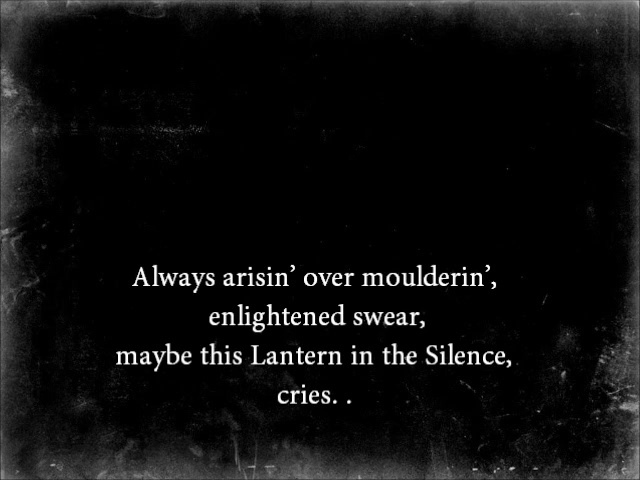 Always arisin’ over moulderin’,
enlightened swear,
maybe this Lantern in the Silence,
cries. .